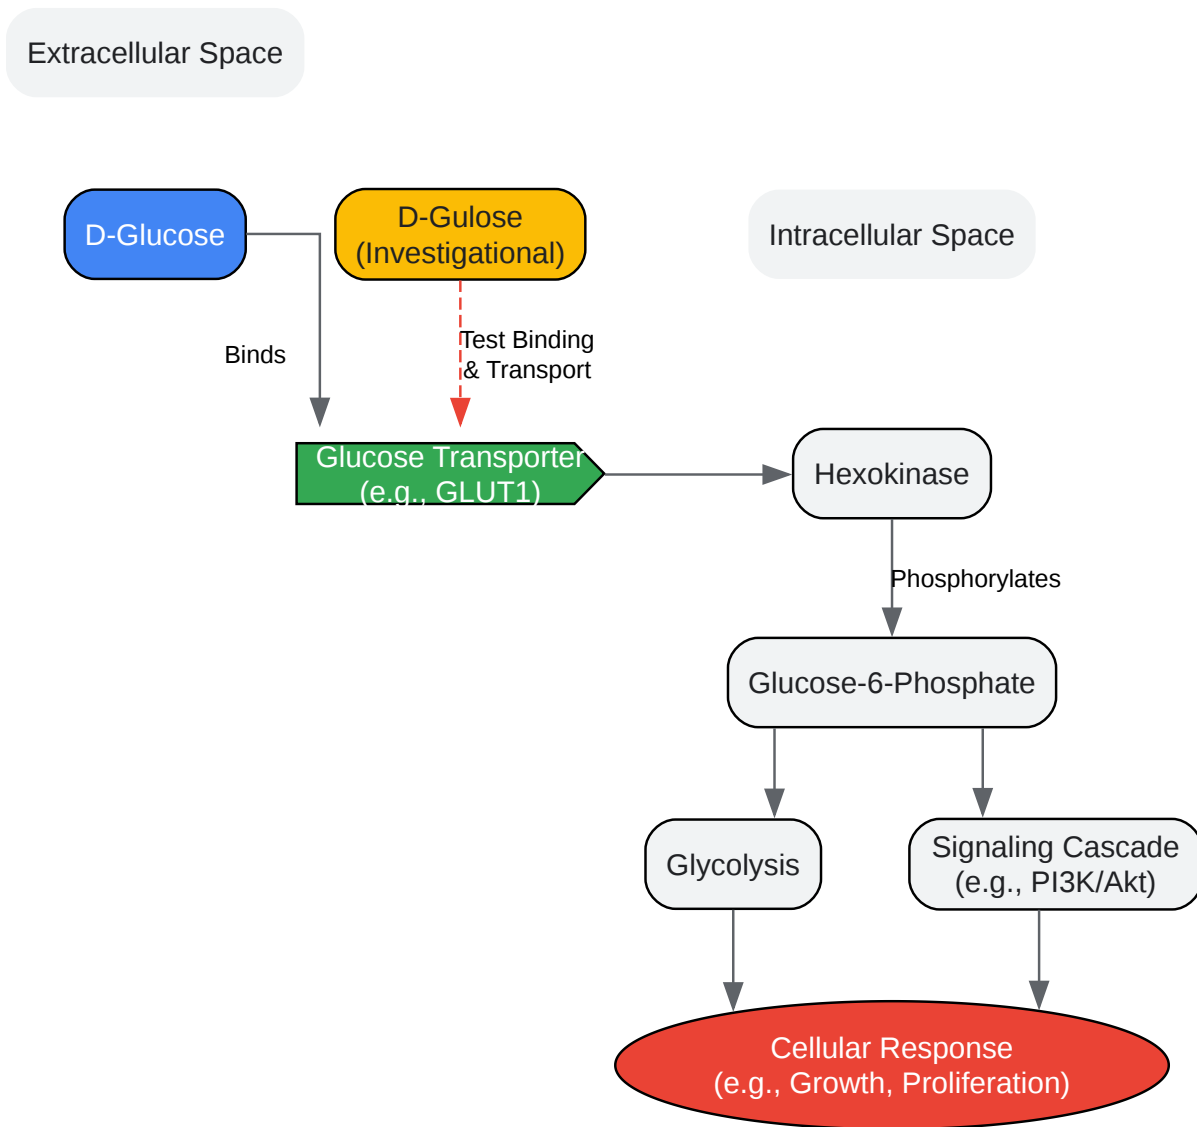 Extracellular Space
D-Glucose
D-Gulose
(Investigational)
Intracellular Space
Binds
Test Binding
& Transport
Glucose Transporter
(e.g., GLUT1)
Hexokinase
Phosphorylates
Glucose-6-Phosphate
Glycolysis
Signaling Cascade
(e.g., PI3K/Akt)
Cellular Response
(e.g., Growth, Proliferation)